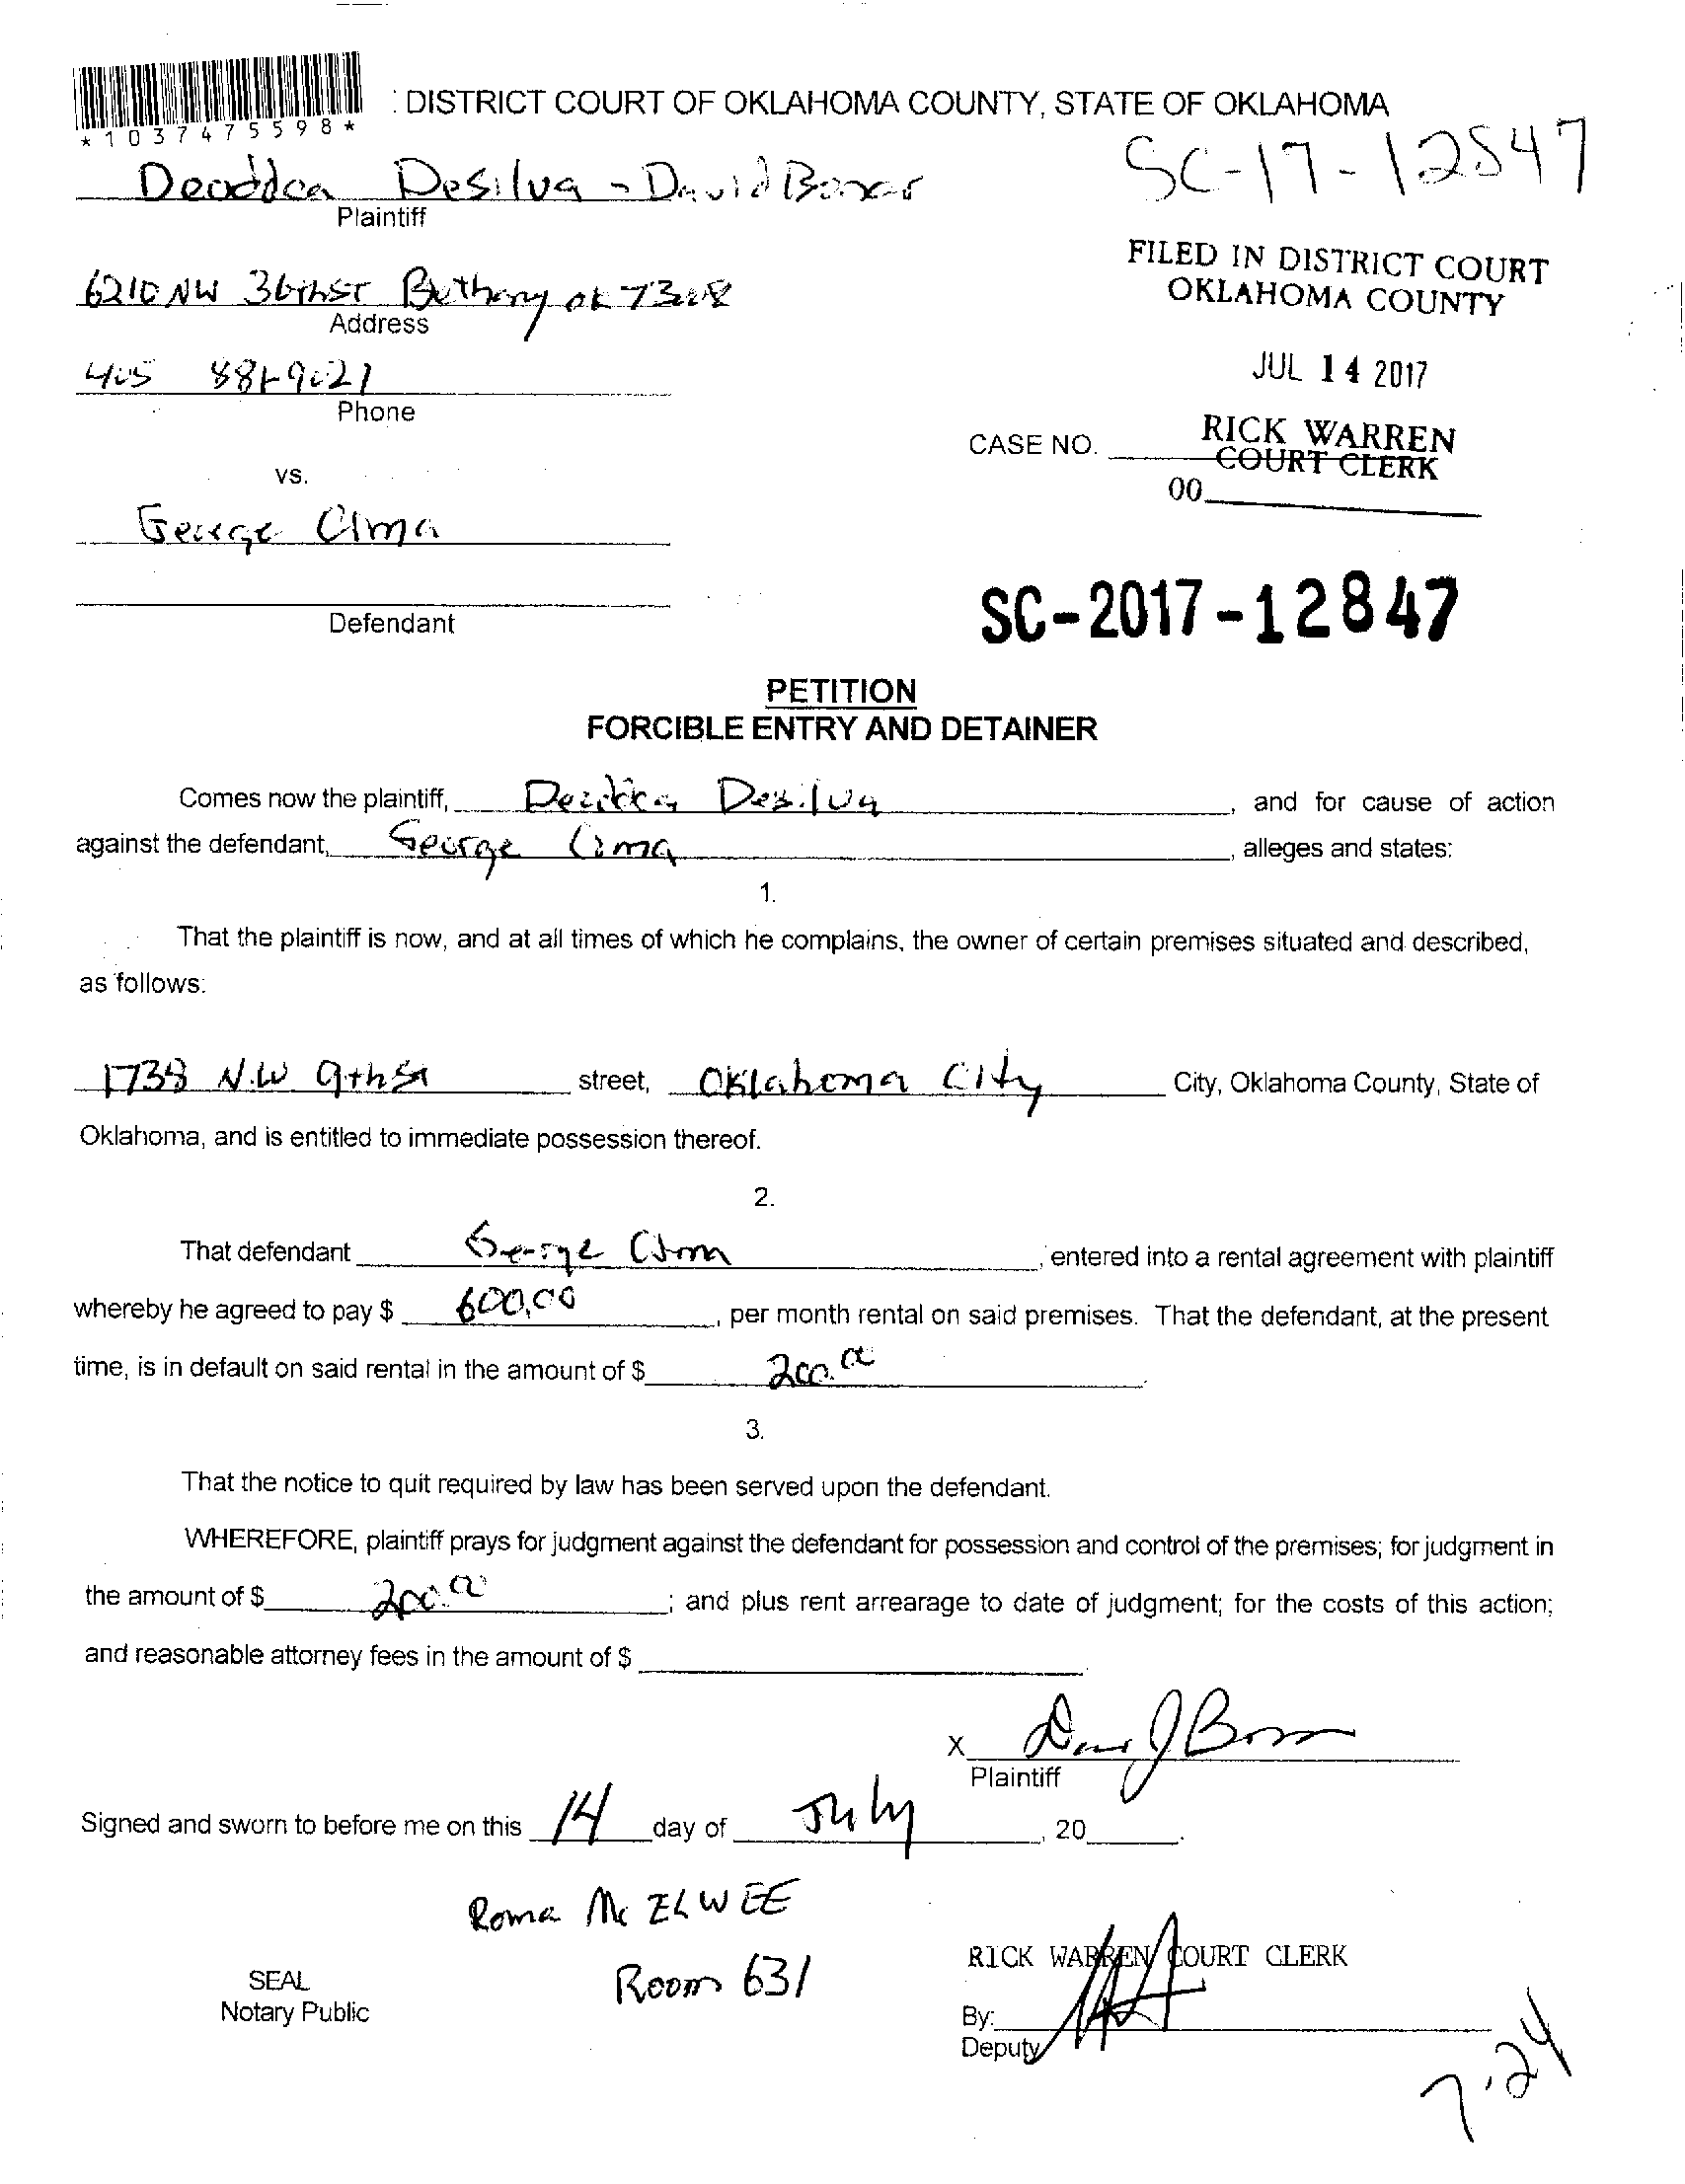 *1037475598*
: DISTRICT COURT OF OKLAHOMA COUNTY, STATE OF OKLAHOMA
SC-17-12847
Desilva - David
Plaintiff
FILED IN DISTRICT COURT
OKLAHOMA COUNTY
6210 NW 36th ST Bethany OK 73008
Address
JUL 14 2017
405
Phone
RICK WARREN
COURT CLERK
CASE NO.
00
vs.
George Cima
Defendant
SC-2017-12847
PETITION
FORCIBLE ENTRY AND DETAINER
Comes now the plaintiff, Desilva, and for cause of action
against the defendant, George Cima, alleges and states:
1.
That the plaintiff is now, and at all times of which he complains, the owner of certain premises situated and described,
as follows:
1738 N.W 9th St street, Oklahoma City City, Oklahoma County, State of
Oklahoma, and is entitled to immediate possession thereof.
2.
That defendant George Cima, entered into a rental agreement with plaintiff
whereby he agreed to pay $ 600.00, per month rental on said premises. That the defendant, at the present
time, is in default on said rental in the amount of $ 200.00.
3.
That the notice to quit required by law has been served upon the defendant.
WHEREFORE, plaintiff prays for judgment against the defendant for possession and control of the premises; for judgment in
the amount of $ 200.00; and plus rent arrearage to date of judgment; for the costs of this action;
and reasonable attorney fees in the amount of $
X
Plaintiff
Signed and sworn to before me on this 14 day of July, 20 .
Roma McELWEE
Room 631
SEAL
Notary Public
RICK WARREN COURT CLERK
By:
Deputy
7.24